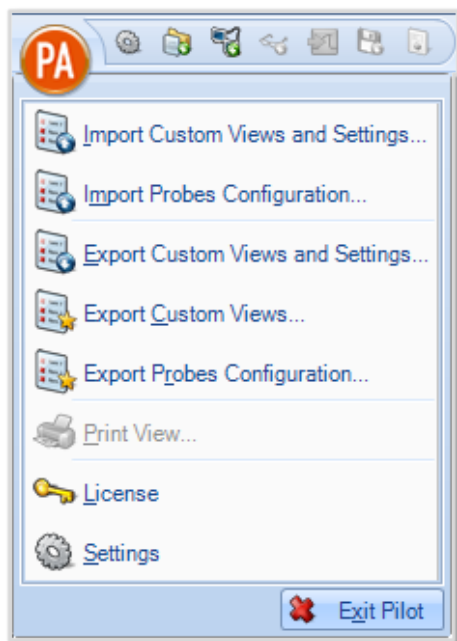 PA
Import Custom Views and Settings...
Import Probes Configuration...
Export Custom Views and Settings...
Export Custom Views...
Export Probes Configuration...
Print View...
License
Settings
Exit Pilot